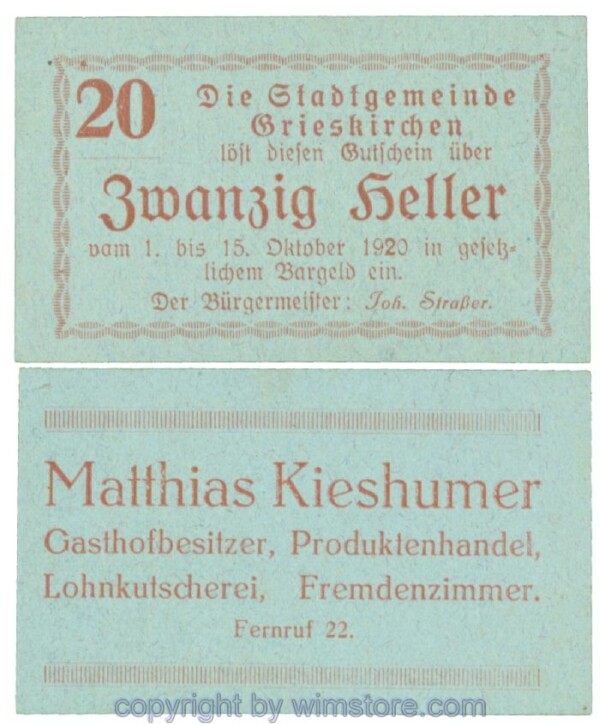 20
Die Stadtgemeinde
Grieskirchen
löst diesen Gutschein über
Zwanzig Heller
vom 1. bis 15. Oktober 1920 in gesetz-
lichem Bargeld ein.
Der Bürgermeister: Joh. Straßer.
Matthias Kieshumer
Gasthofbesitzer, Produktenhandel,
Lohnkutscherei, Fremdenzimmer.
Fernruf 22.
copyright by wimstore.com